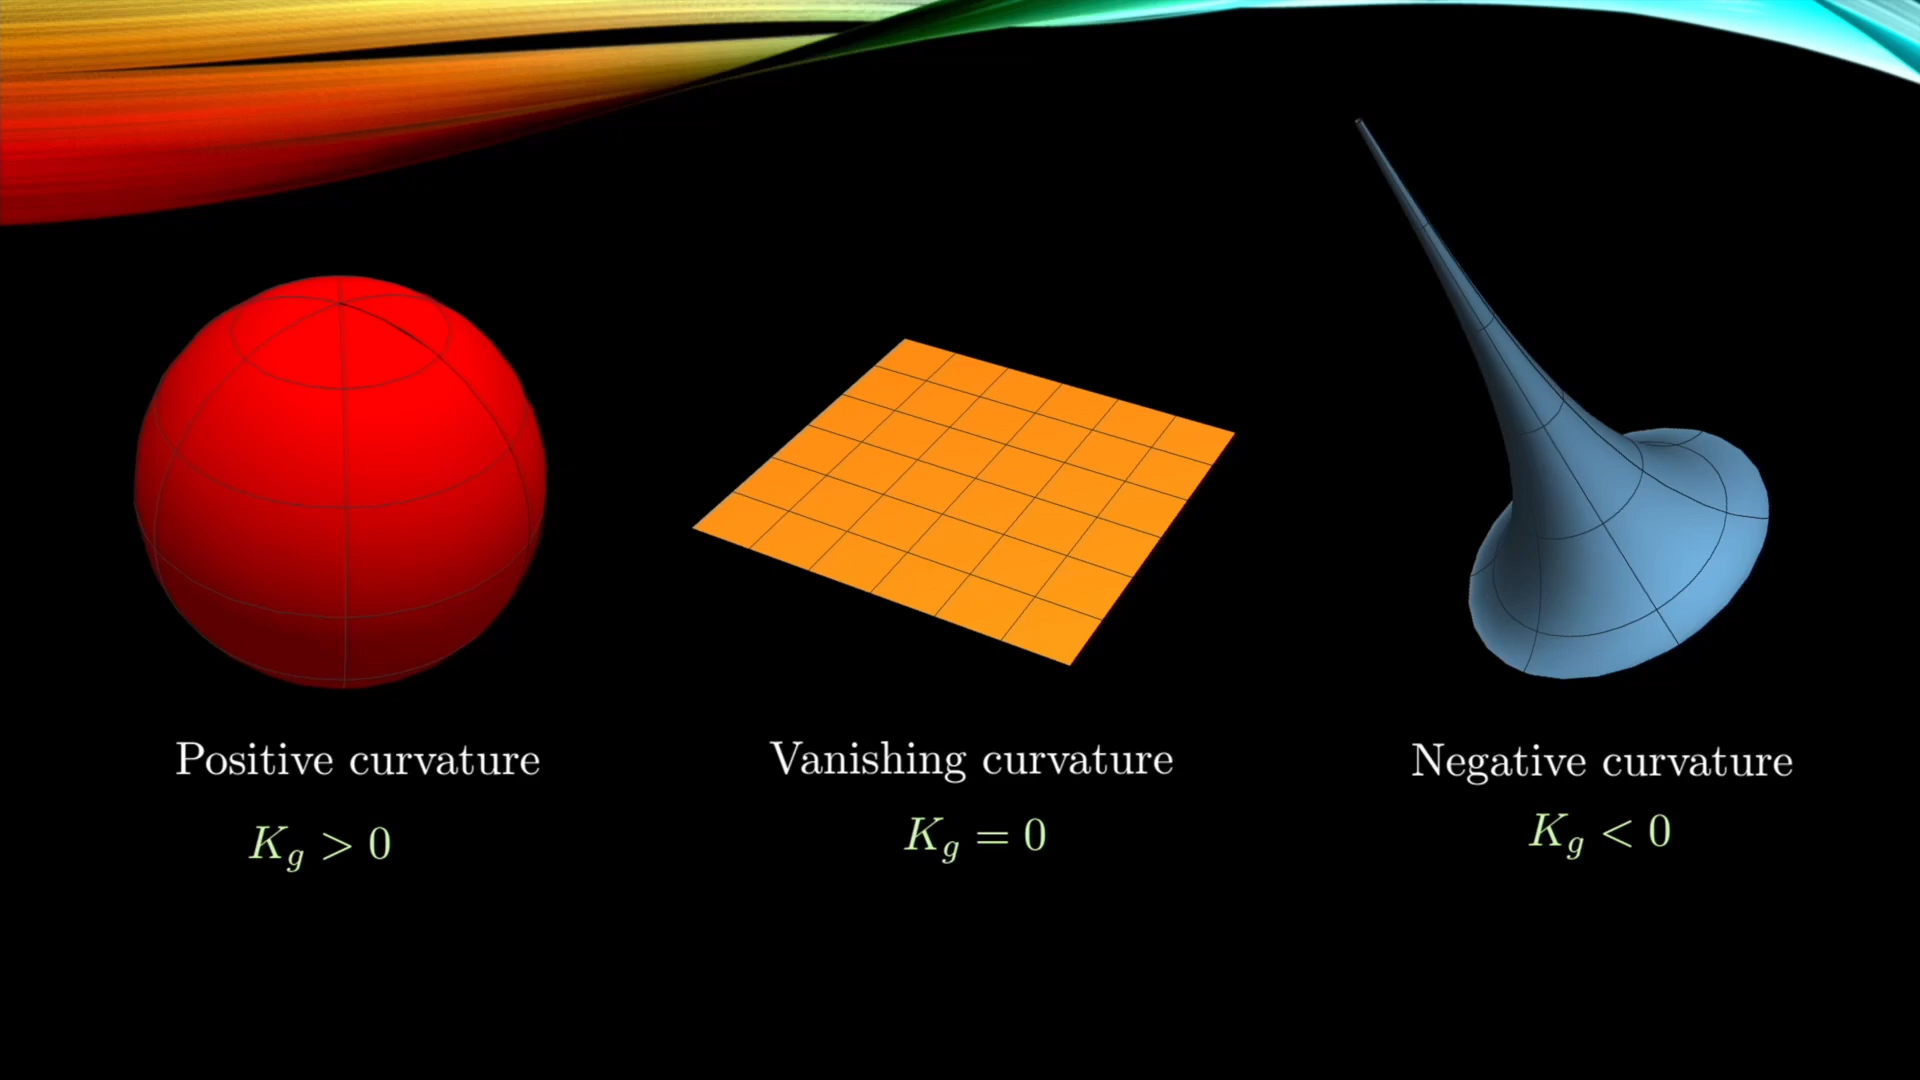 Positive curvature
Vanishing curvature
Negative curvature
K_g > 0
K_g = 0
K_g < 0